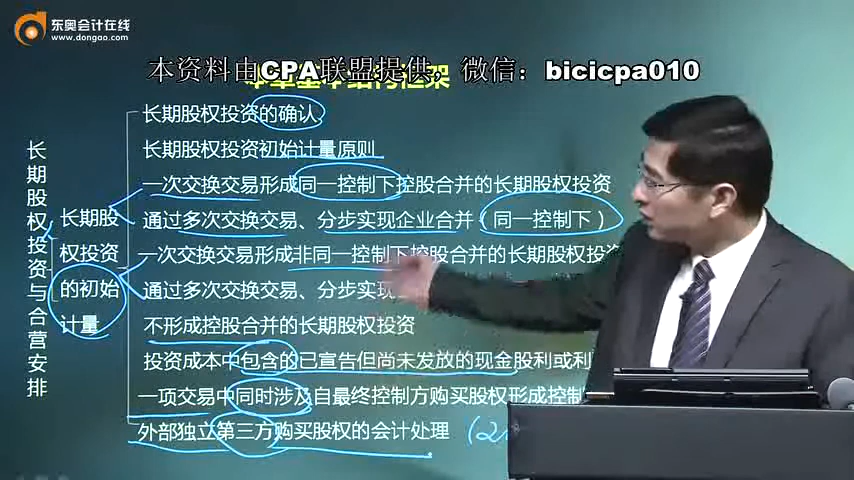 东奥会计在线
www.dongao.com
本资料由CPA联盟提供，微信：bicicpa010
本章基本结构框架
长期股权投资的确认
长期股权投资初始计量原则
一次交换交易形成同一控制下控股合并的长期股权投资
通过多次交换交易、分步实现企业合并（同一控制下）
一次交换交易形成非同一控制下控股合并的长期股权投资
通过多次交换交易、分步实现
不形成控股合并的长期股权投资
投资成本中包含的已宣告但尚未发放的现金股利或利
一项交易中同时涉及自最终控制方购买股权形成控制
外部独立第三方购买股权的会计处理
长期股权投资的初始计量
长期股权投资与合营安排